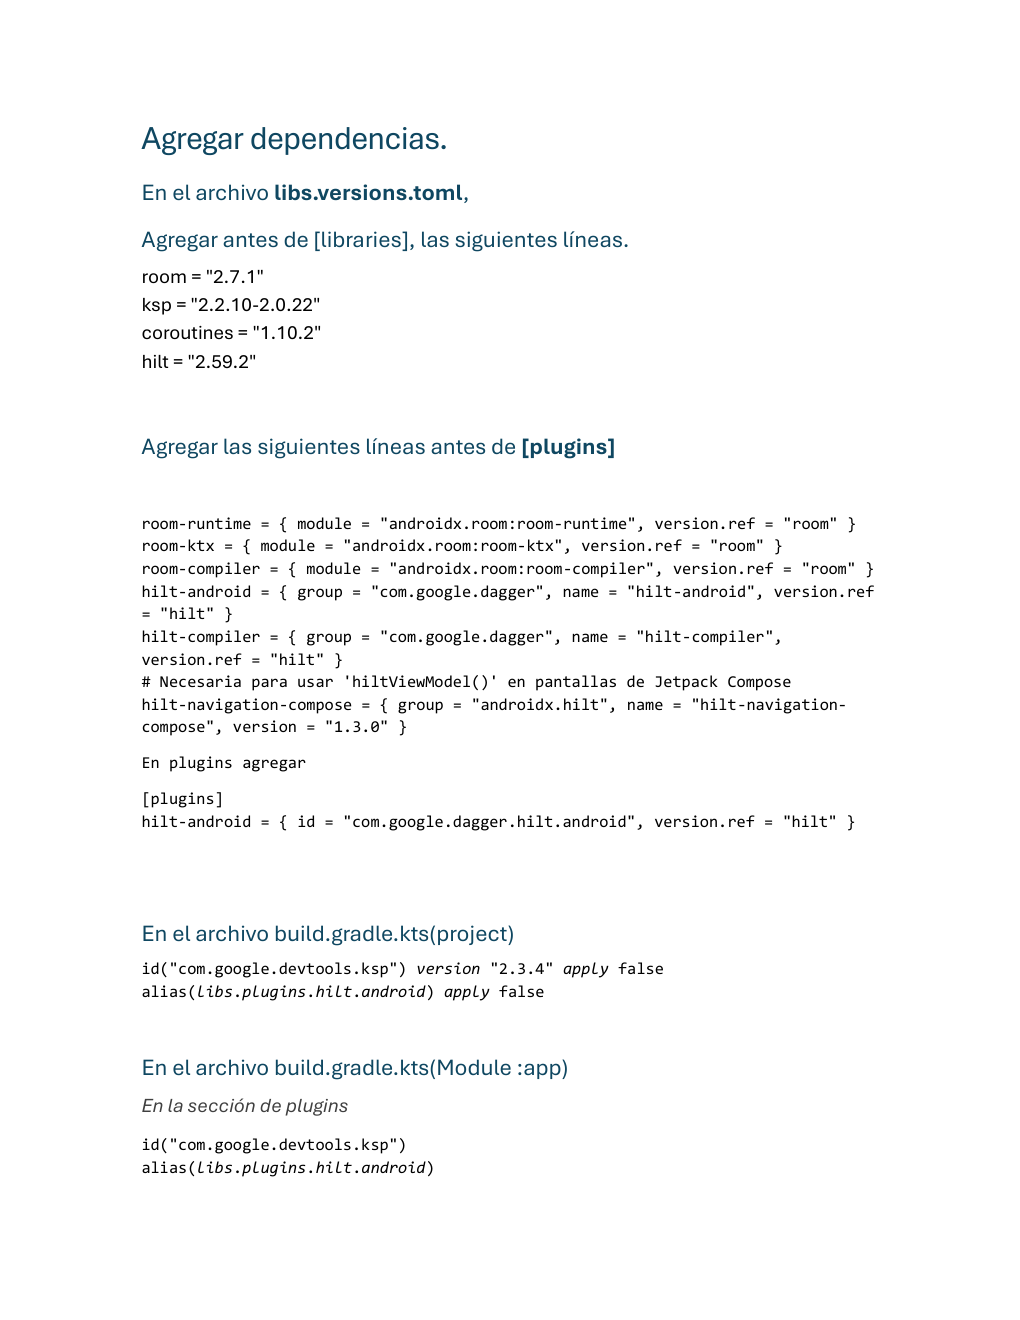 Agregar dependencias.
En el archivo libs.versions.toml,
Agregar antes de [libraries], las siguientes líneas.
room = "2.7.1"
ksp = "2.2.10-2.0.22"
coroutines = "1.10.2"
hilt = "2.59.2"
Agregar las siguientes líneas antes de [plugins]
room-runtime = { module = "androidx.room:room-runtime", version.ref = "room" }
room-ktx = { module = "androidx.room:room-ktx", version.ref = "room" }
room-compiler = { module = "androidx.room:room-compiler", version.ref = "room" }
hilt-android = { group = "com.google.dagger", name = "hilt-android", version.ref
= "hilt" }
hilt-compiler = { group = "com.google.dagger", name = "hilt-compiler",
version.ref = "hilt" }
# Necesaria para usar 'hiltViewModel()' en pantallas de Jetpack Compose
hilt-navigation-compose = { group = "androidx.hilt", name = "hilt-navigation-
compose", version = "1.3.0" }
En plugins agregar
[plugins]
hilt-android = { id = "com.google.dagger.hilt.android", version.ref = "hilt" }
En el archivo build.gradle.kts(project)
id("com.google.devtools.ksp") version "2.3.4" apply false
alias(libs.plugins.hilt.android) apply false
En el archivo build.gradle.kts(Module :app)
En la sección de plugins
id("com.google.devtools.ksp")
alias(libs.plugins.hilt.android)